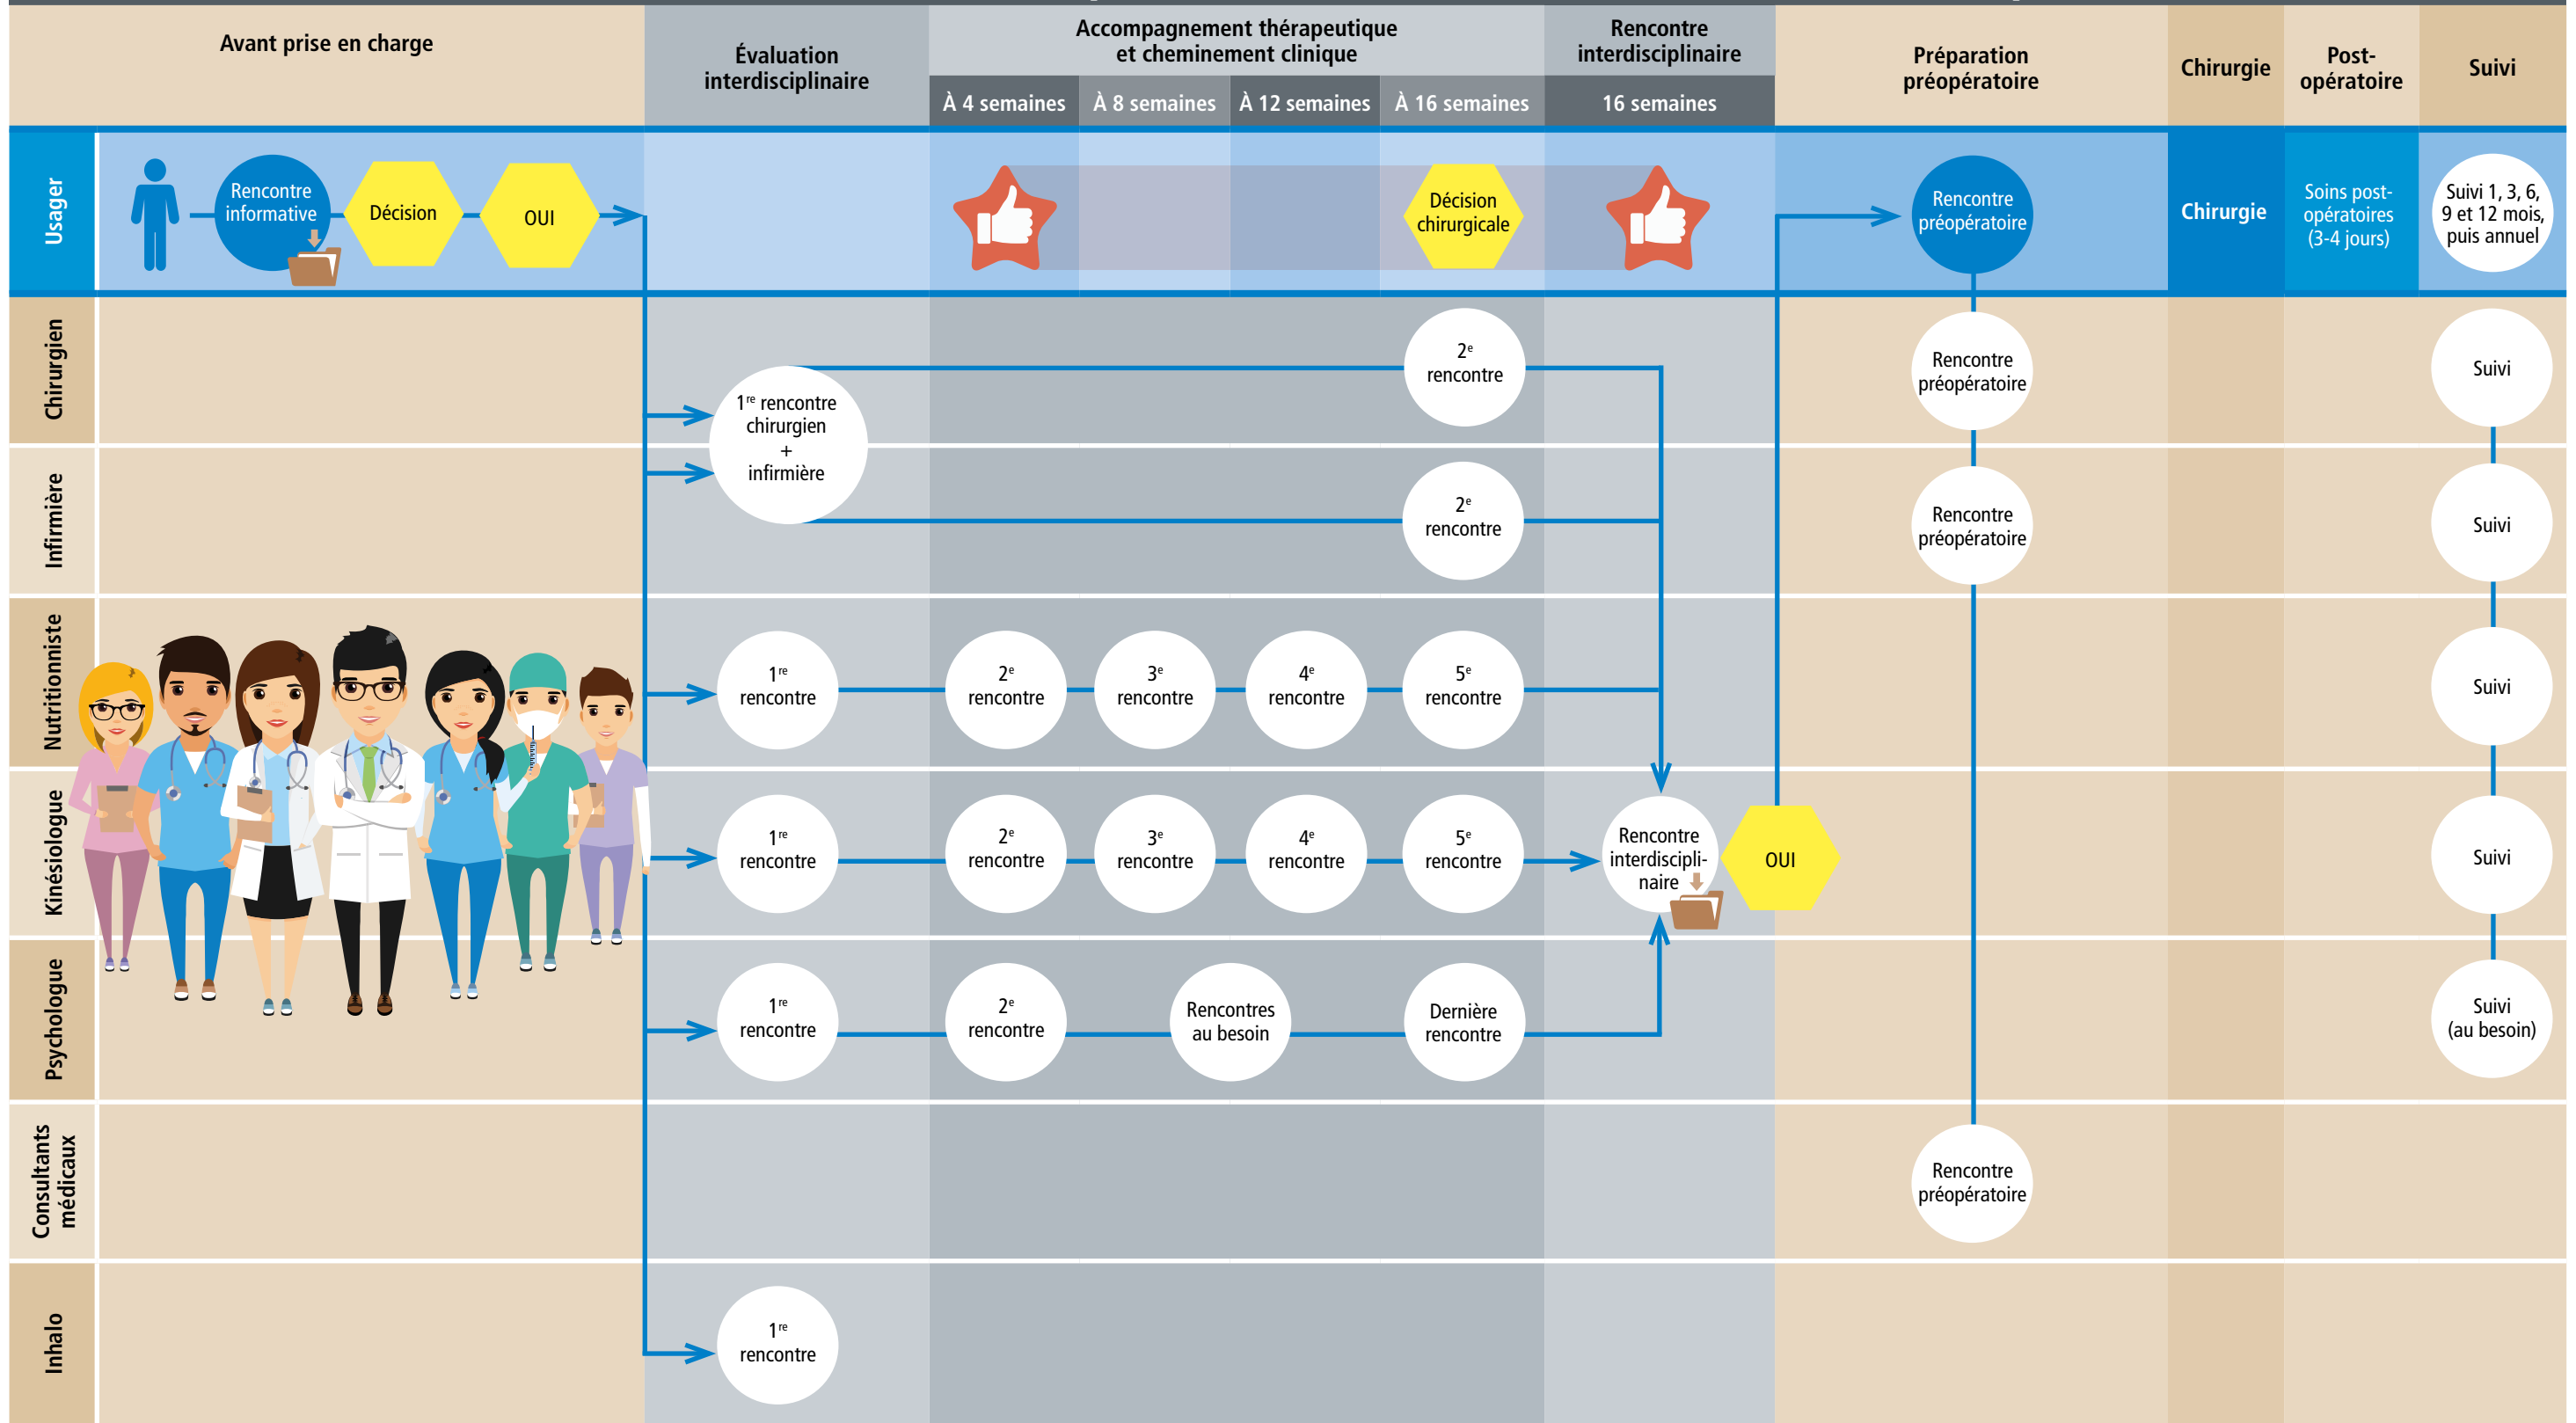 Avant prise en charge
Évaluation
interdisciplinaire
Accompagnement thérapeutique
et cheminement clinique
À 4 semaines
À 8 semaines
À 12 semaines
À 16 semaines
Rencontre
interdisciplinaire
16 semaines
Préparation
préopératoire
Chirurgie
Post-
opératoire
Suivi
Usager
Rencontre
informative
Décision
OUI
Décision
chirurgicale
Rencontre
préopératoire
Chirurgie
Soins post-
opératoires
(3-4 jours)
Suivi 1, 3, 6,
9 et 12 mois,
puis annuel
Chirurgien
1re rencontre
chirurgien
+
infirmière
2e
rencontre
Rencontre
préopératoire
Suivi
Infirmière
2e
rencontre
Rencontre
préopératoire
Suivi
Nutritionniste
1re
rencontre
2e
rencontre
3e
rencontre
4e
rencontre
5e
rencontre
Suivi
Kinésiologue
1re
rencontre
2e
rencontre
3e
rencontre
4e
rencontre
5e
rencontre
Rencontre
interdiscipli-
naire
OUI
Suivi
Psychologue
1re
rencontre
2e
rencontre
Rencontres
au besoin
Dernière
rencontre
Suivi
(au besoin)
Consultants
médicaux
Rencontre
préopératoire
Inhalo
1re
rencontre